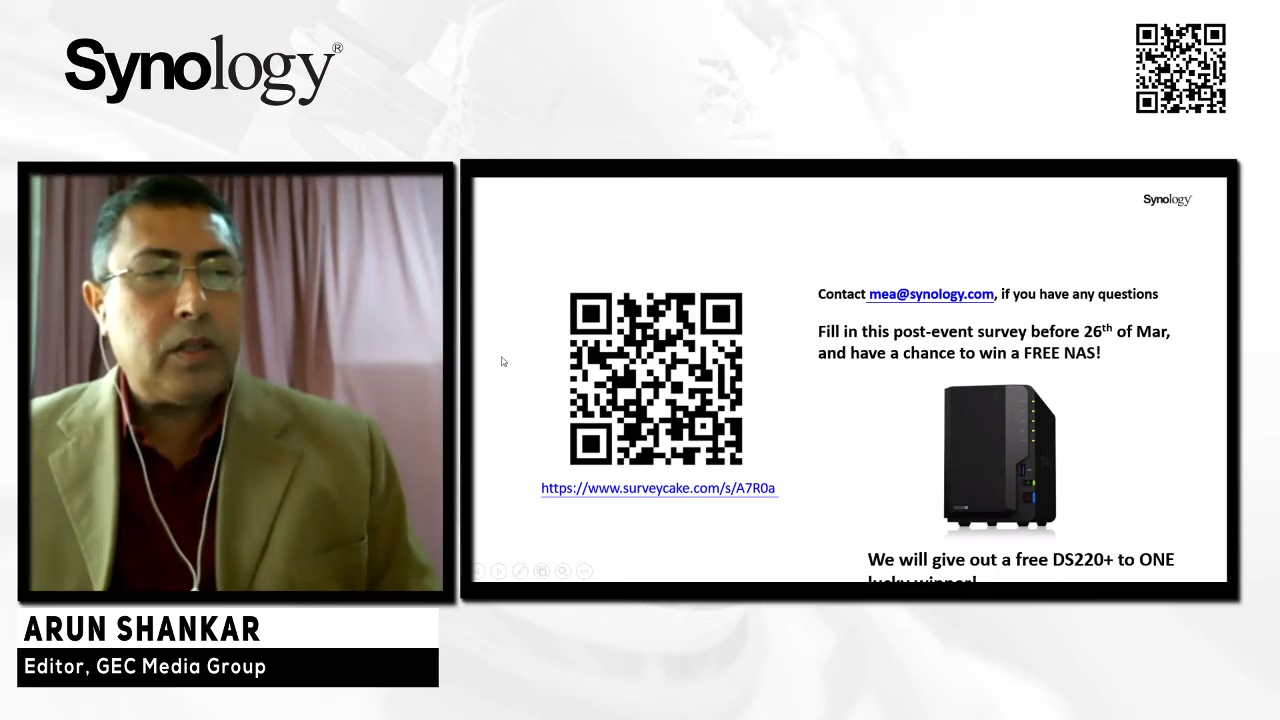 Synology®
Synology
Contact mea@synology.com, if you have any questions
Fill in this post-event survey before 26th of Mar,
and have a chance to win a FREE NAS!
https://www.surveycake.com/s/A7R0a
We will give out a free DS220+ to ONE
lucky winner!
ARUN SHANKAR
Editor, GEC Media Group